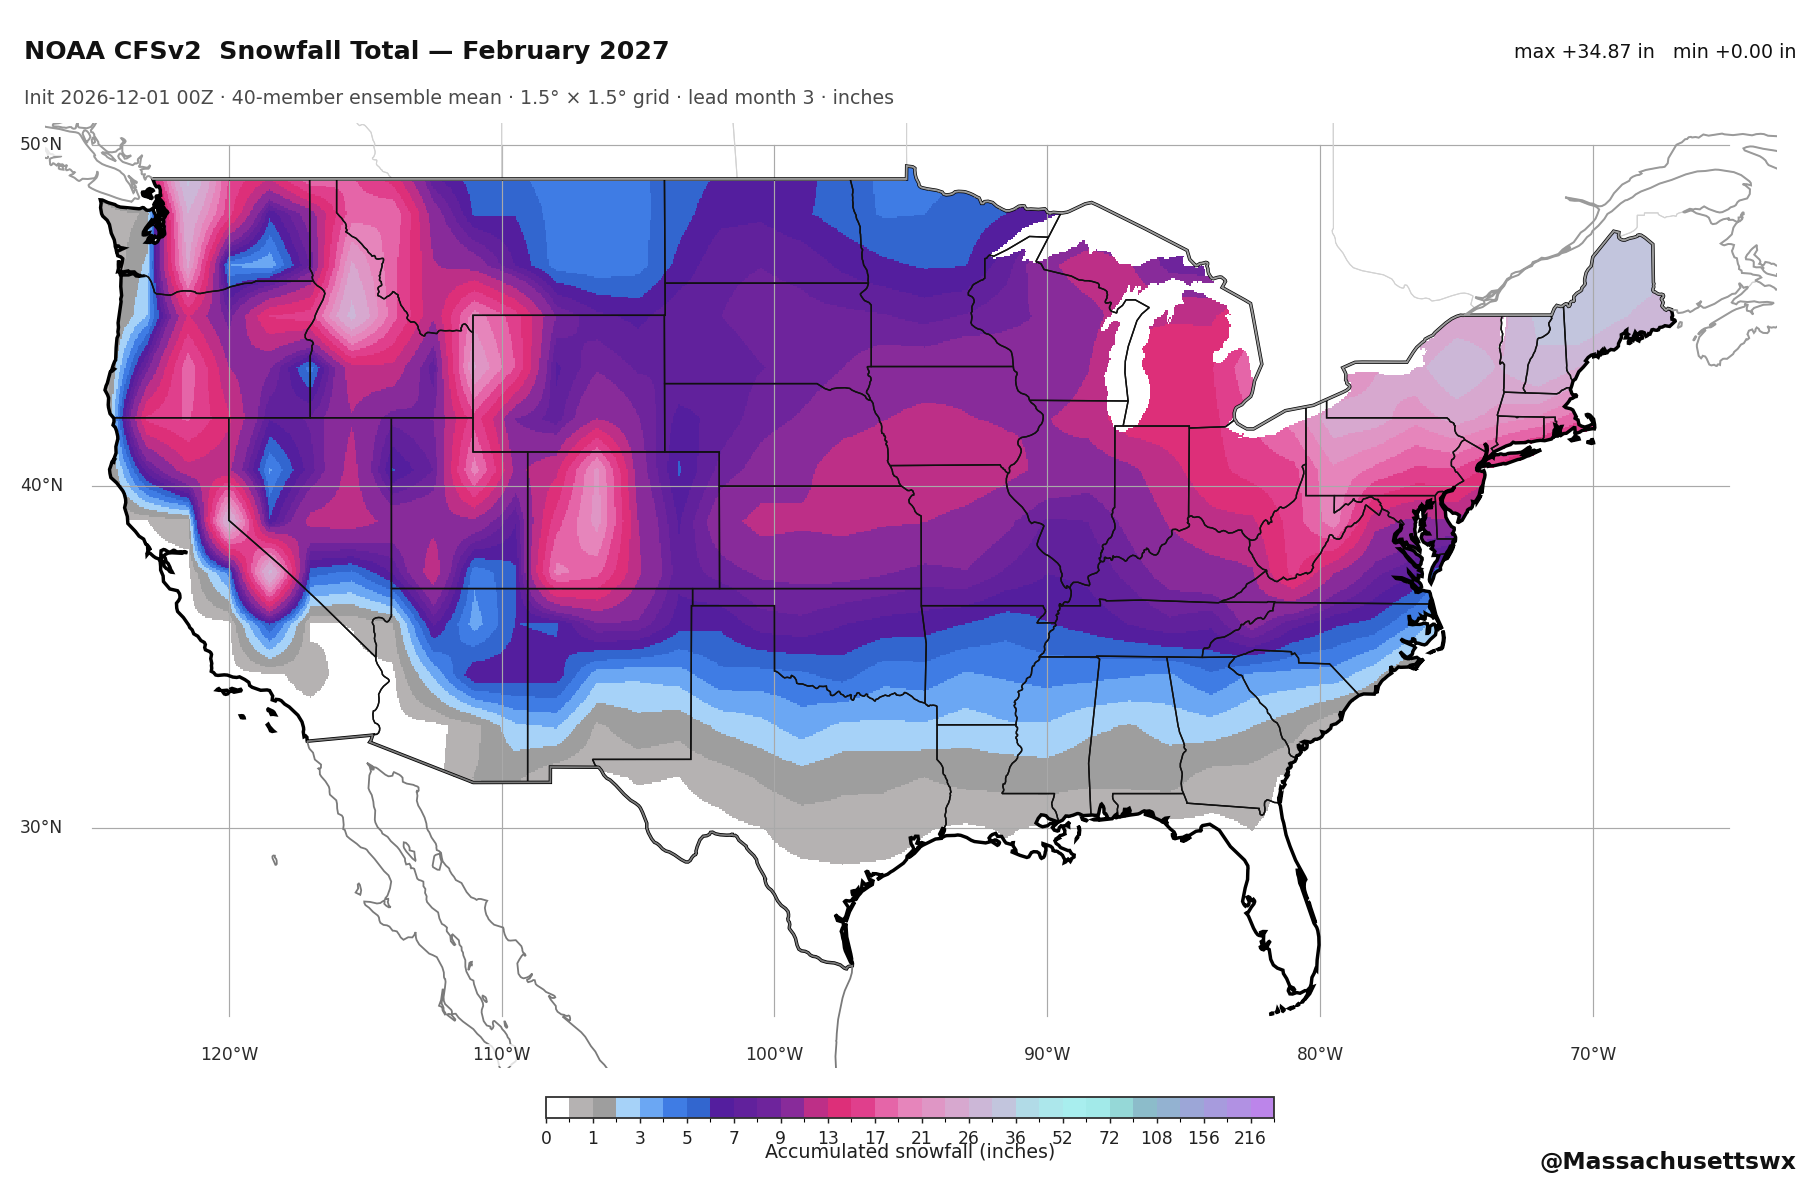 NOAA CFSv2  Snowfall Total — February 2027
max +34.87 in   min +0.00 in
Init 2026-12-01 00Z · 40-member ensemble mean · 1.5° × 1.5° grid · lead month 3 · inches
50°N
40°N
30°N
120°W 110°W 100°W 90°W 80°W 70°W
0 1 3 5 7 9 13 17 21 26 36 52 72 108 156 216
Accumulated snowfall (inches)
@Massachusettswx